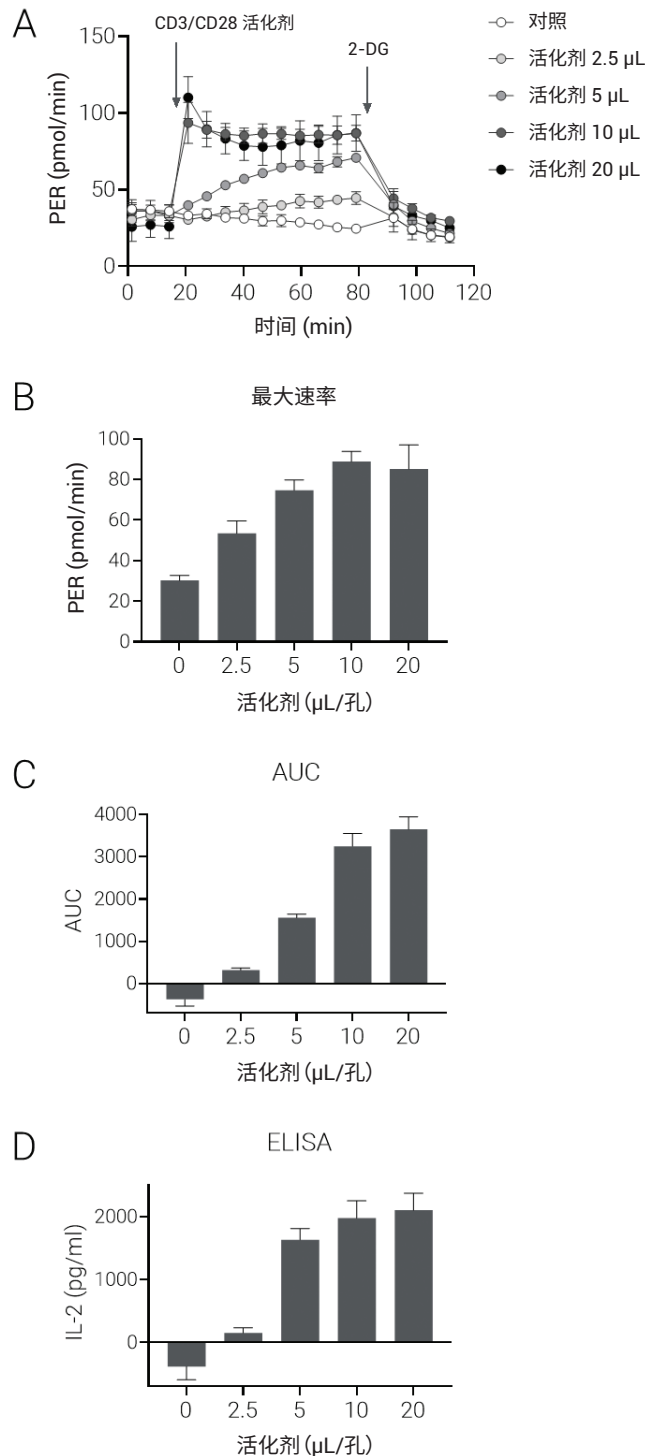 A
CD3/CD28 活化剂
2-DG
150
100
50
0
PER (pmol/min)
0 20 40 60 80 100 120
时间 (min)
对照
活化剂 2.5 µL
活化剂 5 µL
活化剂 10 µL
活化剂 20 µL
B
最大速率
100
80
60
40
20
0
PER (pmol/min)
0 2.5 5 10 20
活化剂 (µL/孔)
C
AUC
4000
3000
2000
1000
0
AUC
0 2.5 5 10 20
活化剂 (µL/孔)
D
ELISA
2000
1000
0
IL-2 (pg/ml)
0 2.5 5 10 20
活化剂 (µL/孔)